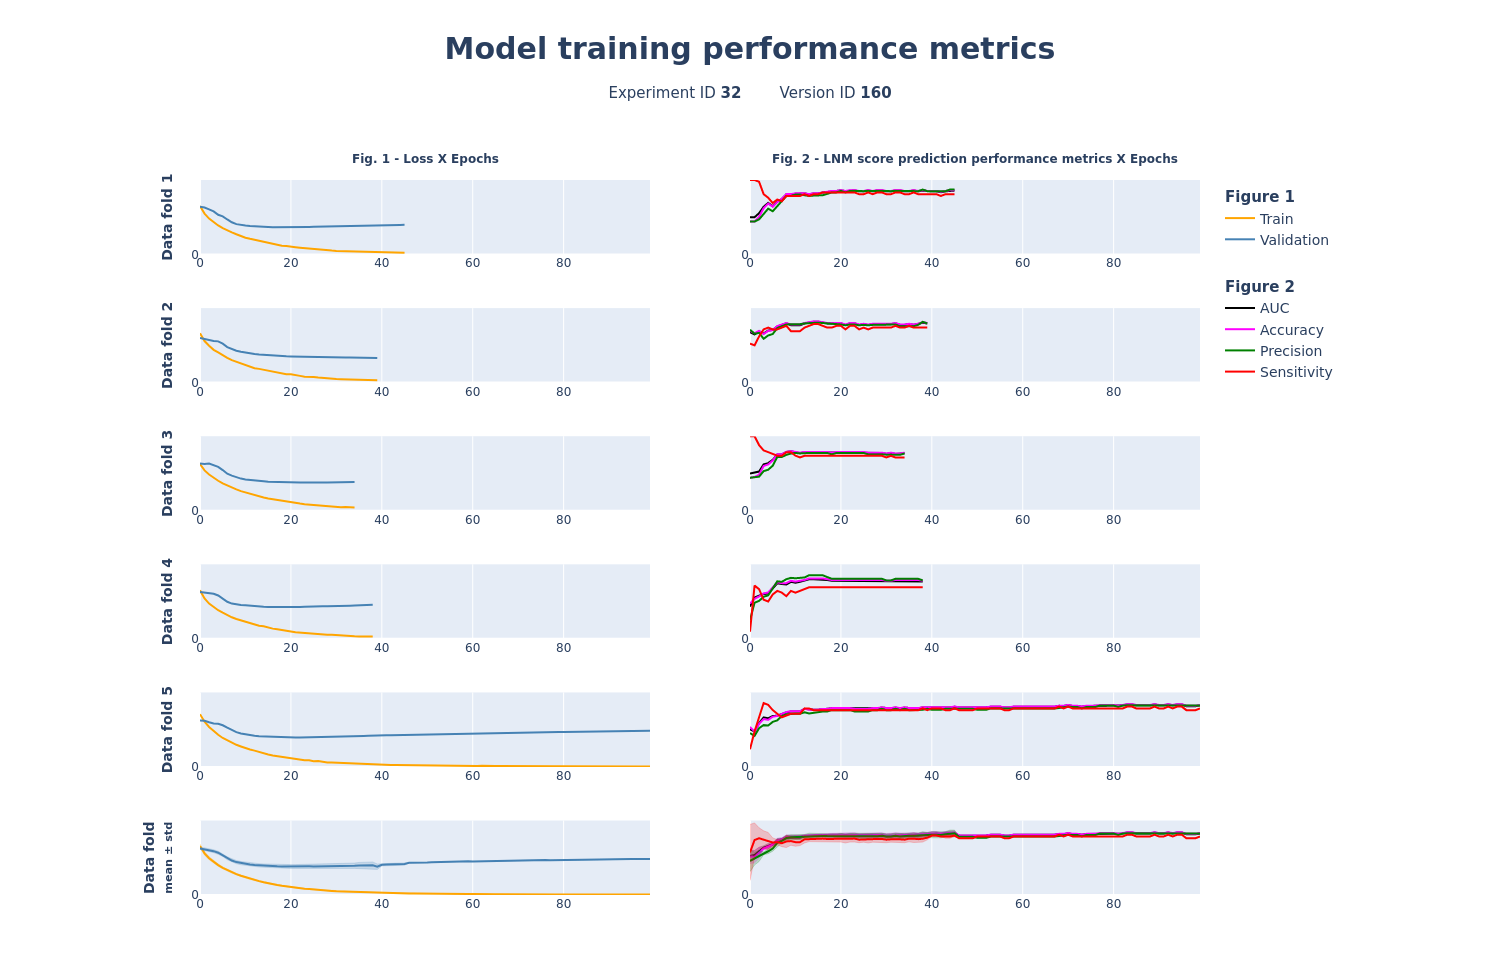 Model training performance metrics
Experiment ID 32 Version ID 160
Fig. 1 - Loss X Epochs
Fig. 2 - LNM score prediction performance metrics X Epochs
Data fold 1
0
0 20 40 60 80
0
0 20 40 60 80
Data fold 2
0
0 20 40 60 80
0
0 20 40 60 80
Data fold 3
0
0 20 40 60 80
0
0 20 40 60 80
Data fold 4
0
0 20 40 60 80
0
0 20 40 60 80
Data fold 5
0
0 20 40 60 80
0
0 20 40 60 80
Data fold
mean ± std
0
0 20 40 60 80
0
0 20 40 60 80
Figure 1
Train
Validation
Figure 2
AUC
Accuracy
Precision
Sensitivity